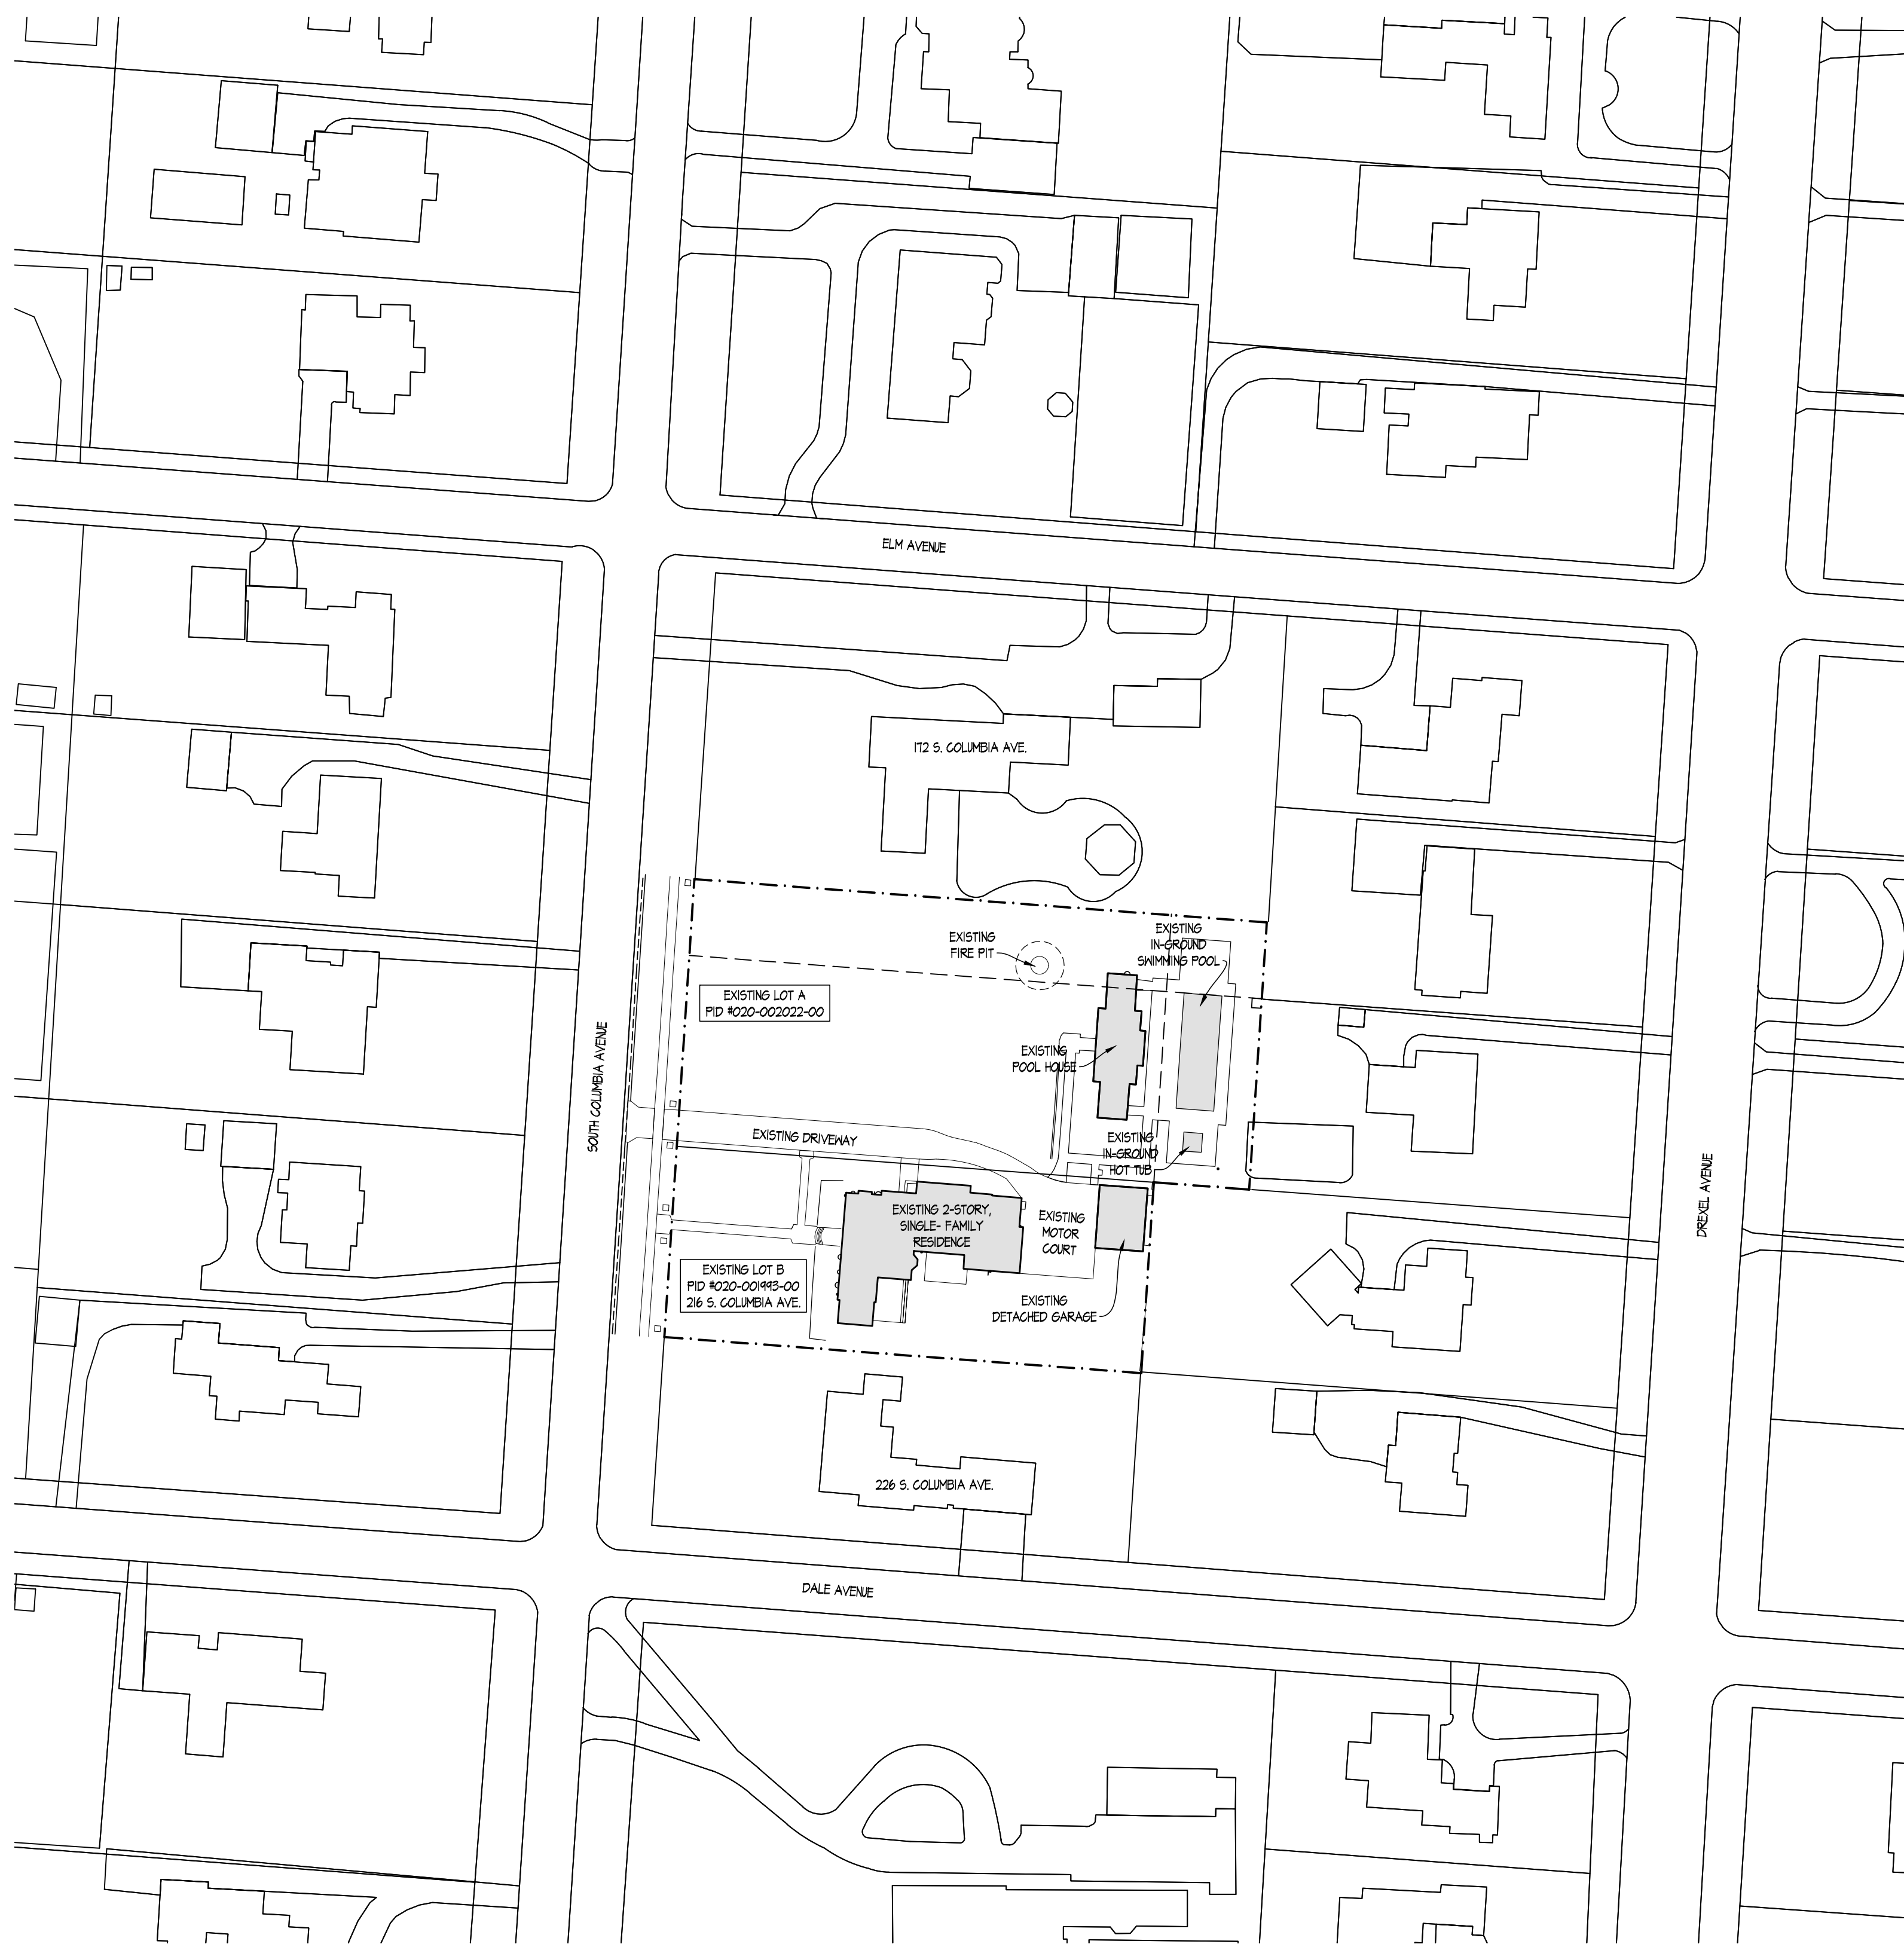 ELM AVENUE
172 S. COLUMBIA AVE.
EXISTING
IN-GROUND
SWIMMING POOL
EXISTING
FIRE PIT
EXISTING LOT A
PID #020-002022-00
EXISTING
POOL HOUSE
SOUTH COLUMBIA AVENUE
EXISTING DRIVEWAY
EXISTING
IN-GROUND
HOT TUB
DREXEL AVENUE
EXISTING 2-STORY,
SINGLE- FAMILY
RESIDENCE
EXISTING
MOTOR
COURT
EXISTING LOT B
PID #020-001993-00
216 S. COLUMBIA AVE.
EXISTING
DETACHED GARAGE
226 S. COLUMBIA AVE.
DALE AVENUE